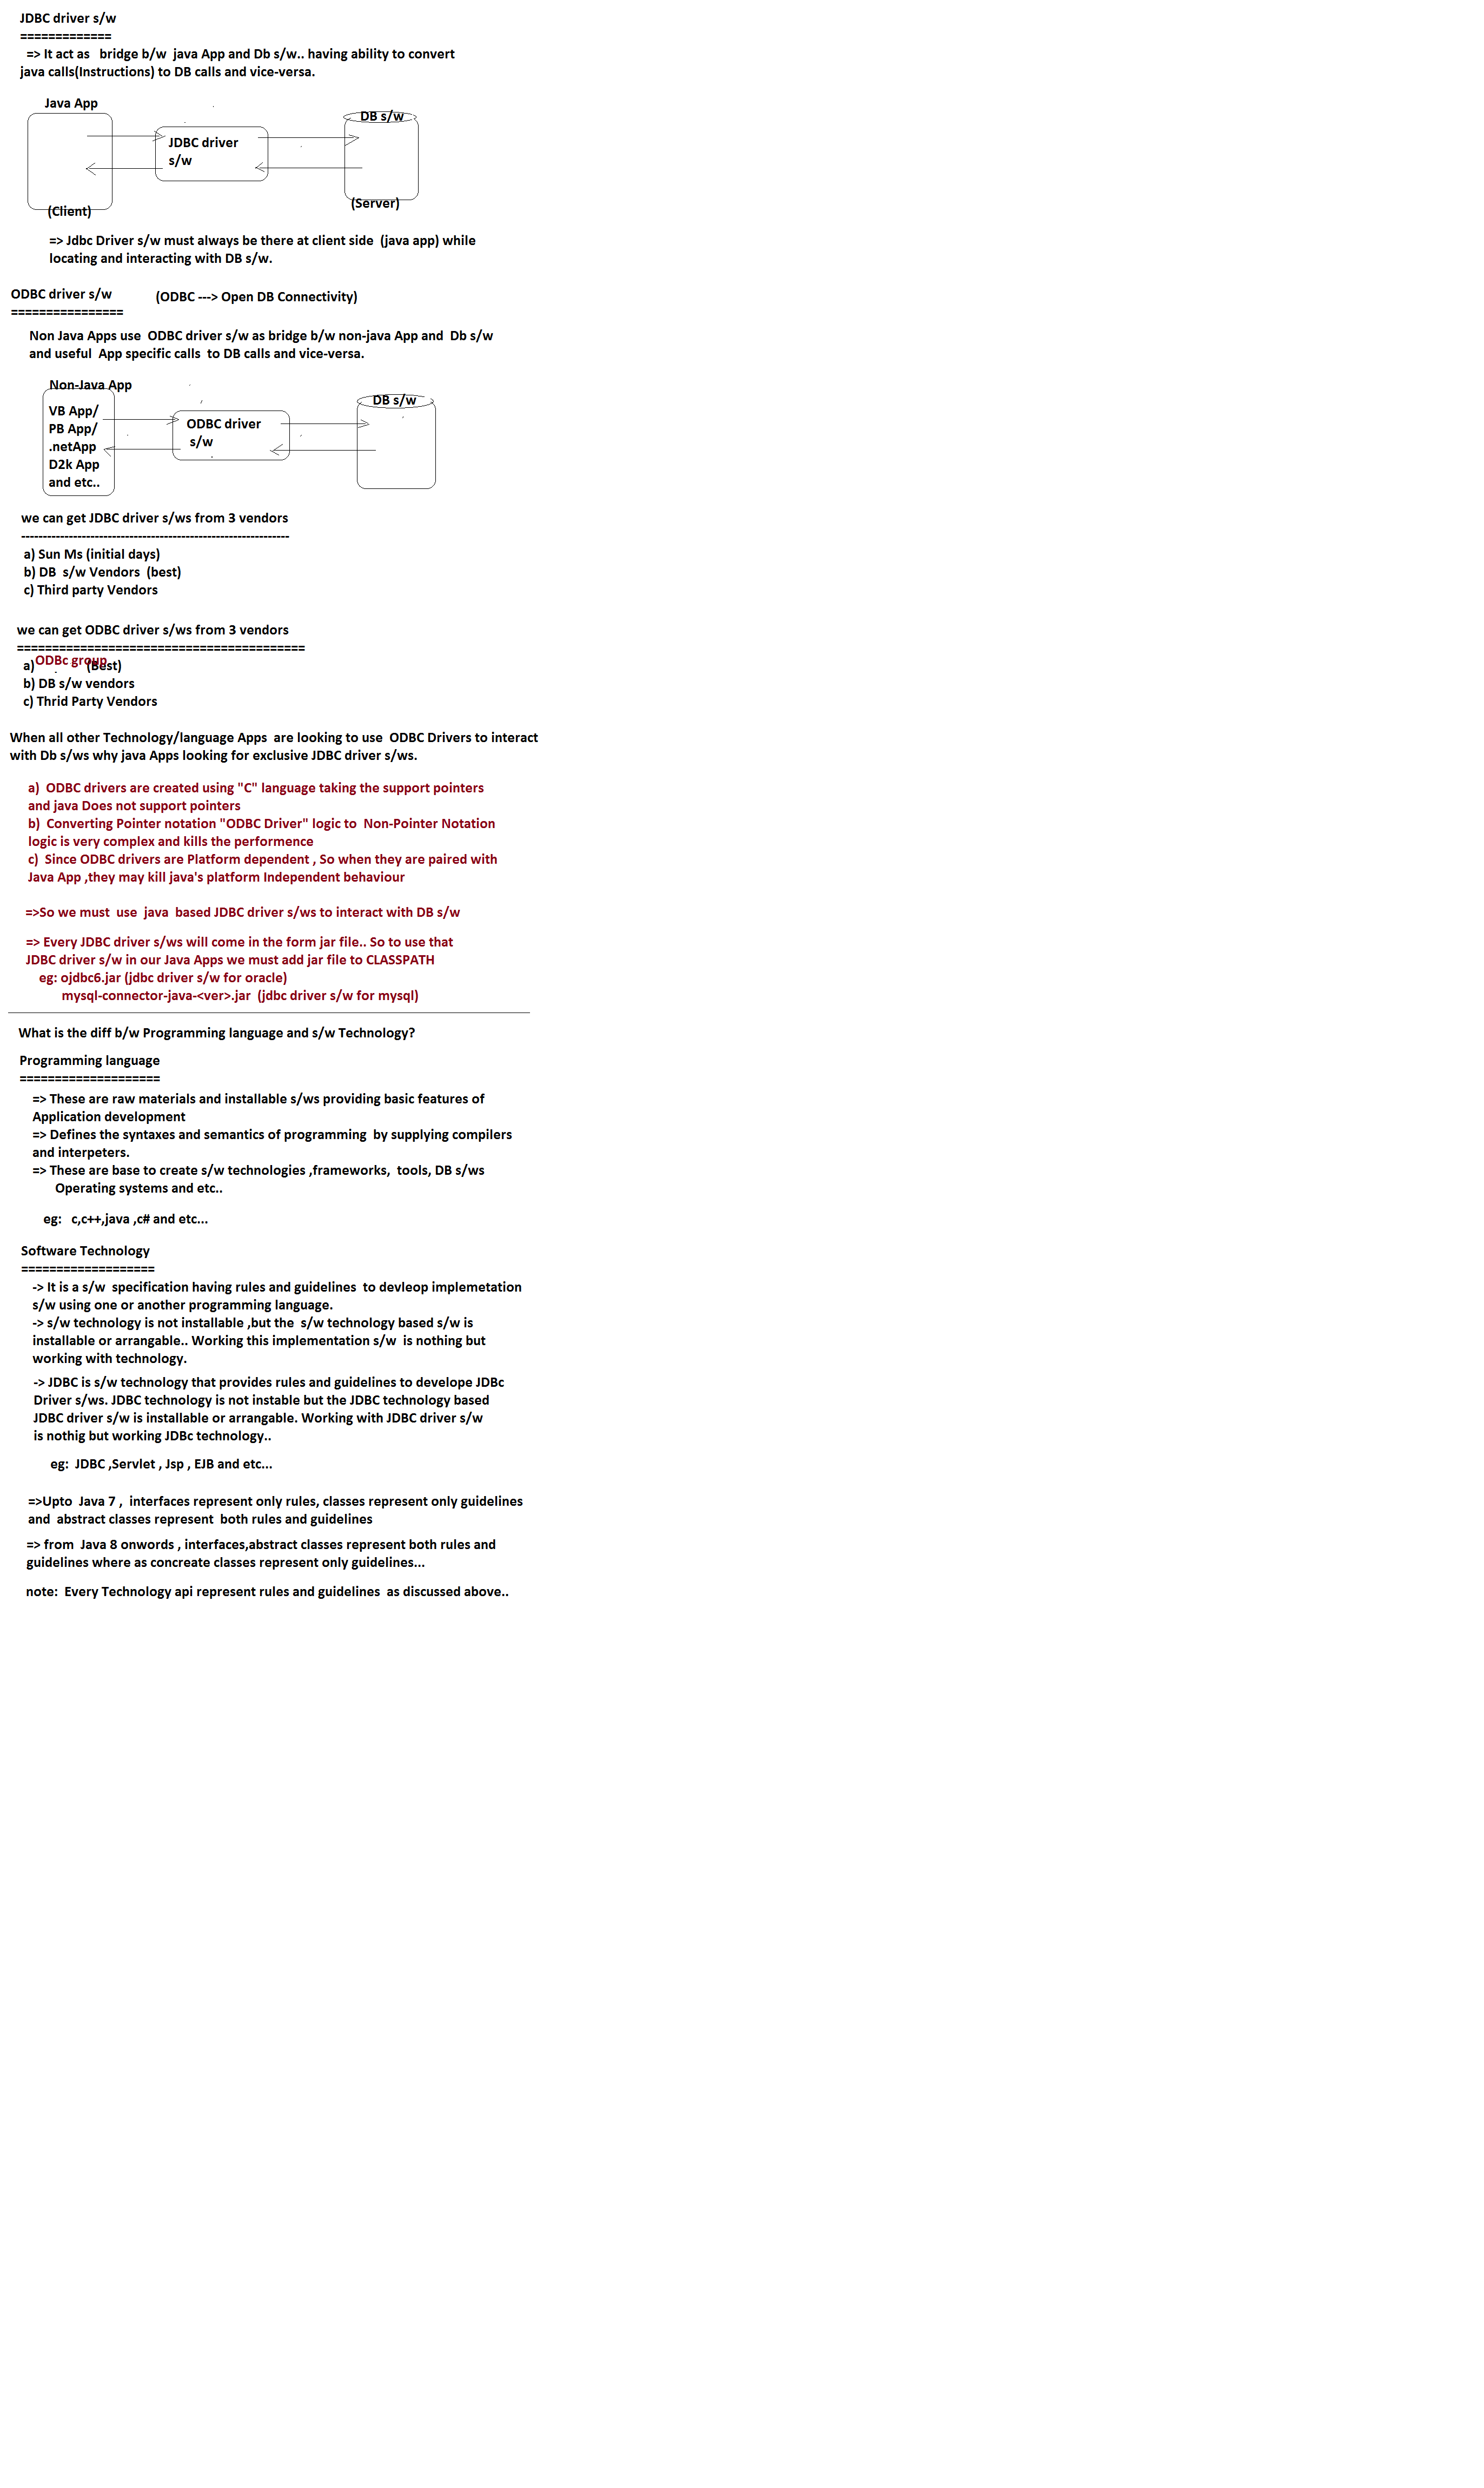 JDBC driver s/w
=============
=> It act as bridge b/w java App and Db s/w.. having ability to convert
java calls(Instructions) to DB calls and vice-versa.
Java App
DB s/w
JDBC driver
s/w
(Client)
(Server)
=> Jdbc Driver s/w must always be there at client side (java app) while
locating and interacting with DB s/w.
ODBC driver s/w (ODBC ---> Open DB Connectivity)
================
Non Java Apps use ODBC driver s/w as bridge b/w non-java App and Db s/w
and useful App specific calls to DB calls and vice-versa.
Non-Java App
DB s/w
VB App/
PB App/
.netApp
D2k App
and etc..
ODBC driver
s/w
we can get JDBC driver s/ws from 3 vendors
---------------------------------------------------------------
a) Sun Ms (initial days)
b) DB s/w Vendors (best)
c) Third party Vendors
we can get ODBC driver s/ws from 3 vendors
=========================================
a) ODBc group (Best)
b) DB s/w vendors
c) Thrid Party Vendors
When all other Technology/language Apps are looking to use ODBC Drivers to interact
with Db s/ws why java Apps looking for exclusive JDBC driver s/ws.
a) ODBC drivers are created using "C" language taking the support pointers
and java Does not support pointers
b) Converting Pointer notation "ODBC Driver" logic to Non-Pointer Notation
logic is very complex and kills the performence
c) Since ODBC drivers are Platform dependent , So when they are paired with
Java App ,they may kill java's platform Independent behaviour
=>So we must use java based JDBC driver s/ws to interact with DB s/w
=> Every JDBC driver s/ws will come in the form jar file.. So to use that
JDBC driver s/w in our Java Apps we must add jar file to CLASSPATH
eg: ojdbc6.jar (jdbc driver s/w for oracle)
mysql-connector-java-<ver>.jar (jdbc driver s/w for mysql)
What is the diff b/w Programming language and s/w Technology?
Programming language
====================
=> These are raw materials and installable s/ws providing basic features of
Application development
=> Defines the syntaxes and semantics of programming by supplying compilers
and interpeters.
=> These are base to create s/w technologies ,frameworks, tools, DB s/ws
Operating systems and etc..
eg: c,c++,java ,c# and etc...
Software Technology
===================
-> It is a s/w specification having rules and guidelines to devleop implemetation
s/w using one or another programming language.
-> s/w technology is not installable ,but the s/w technology based s/w is
installable or arrangable.. Working this implementation s/w is nothing but
working with technology.
-> JDBC is s/w technology that provides rules and guidelines to develope JDBc
Driver s/ws. JDBC technology is not instable but the JDBC technology based
JDBC driver s/w is installable or arrangable. Working with JDBC driver s/w
is nothig but working JDBc technology..
eg: JDBC ,Servlet , Jsp , EJB and etc...
=>Upto Java 7 , interfaces represent only rules, classes represent only guidelines
and abstract classes represent both rules and guidelines
=> from Java 8 onwords , interfaces,abstract classes represent both rules and
guidelines where as concreate classes represent only guidelines...
note: Every Technology api represent rules and guidelines as discussed above..